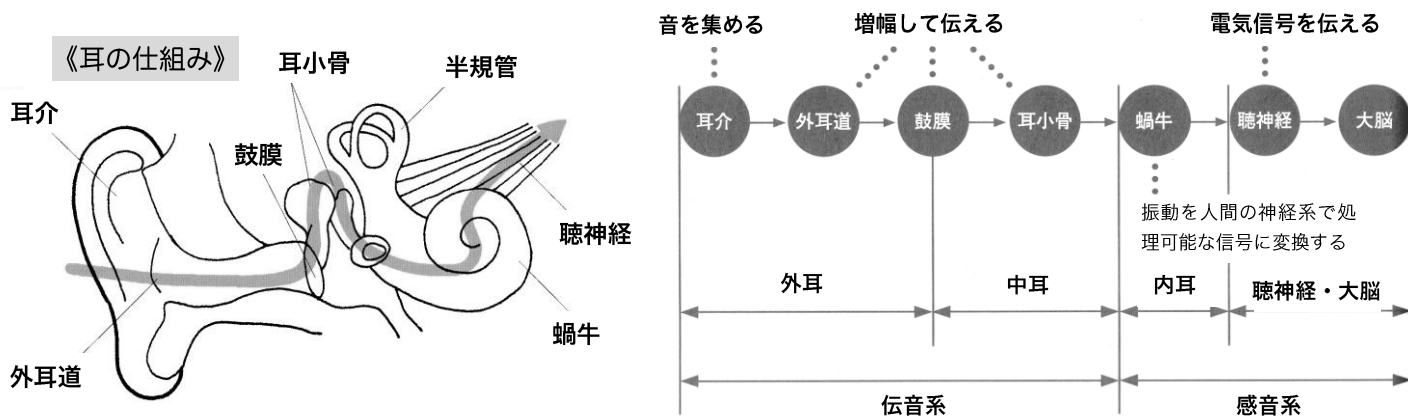 《耳の仕組み》
耳小骨
半規管
耳介
鼓膜
聴神経
蝸牛
外耳道
音を集める
増幅して伝える
電気信号を伝える
耳介
外耳道
鼓膜
耳小骨
蝸牛
聴神経
大脳
振動を人間の神経系で処
理可能な信号に変換する
外耳
中耳
内耳
聴神経・大脳
伝音系
感音系